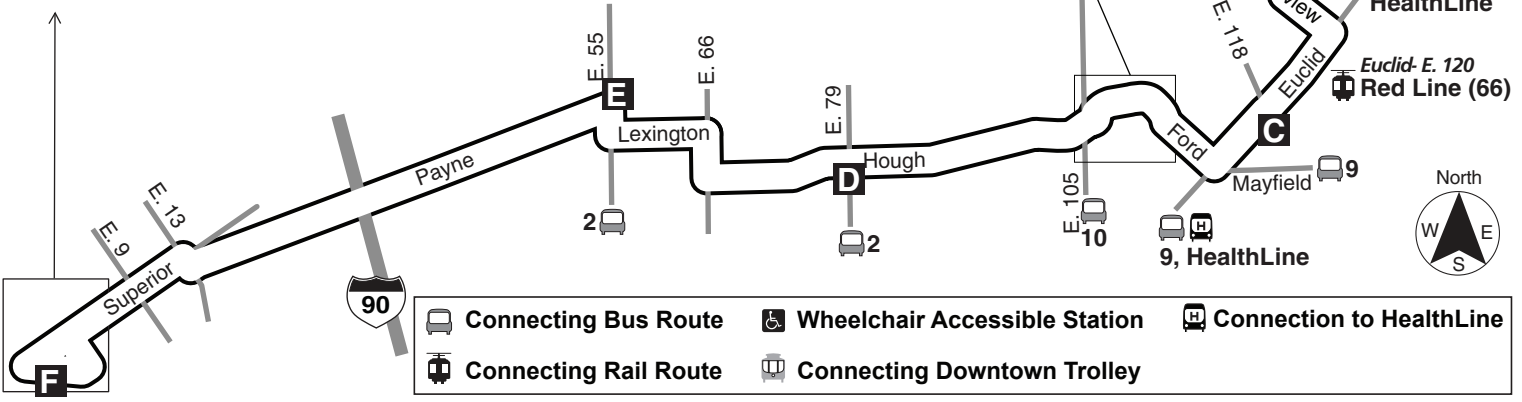 view
HealthLine
E. 118
Euclid
Euclid- E. 120
Red Line (66)
C
Ford
Mayfield
9
9, HealthLine
E. 55
E
E. 66
Lexington
E. 79
Hough
D
E. 105
10
2
2
Payne
E. 13
E. 9
Superior
90
F
North
W
E
S
Connecting Bus Route
Wheelchair Accessible Station
H Connection to HealthLine
Connecting Rail Route
Connecting Downtown Trolley